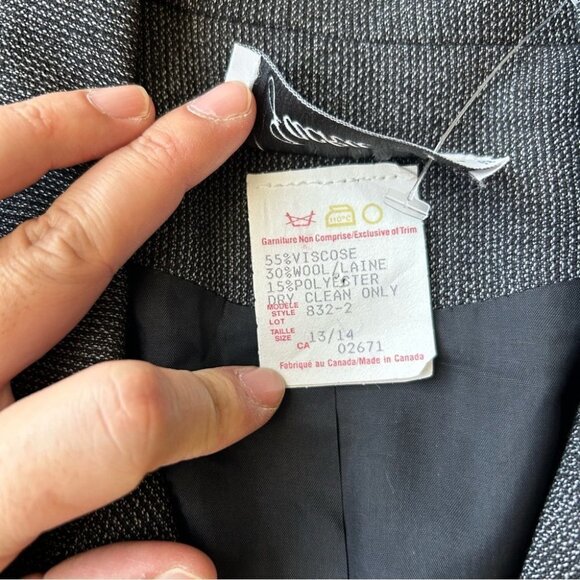 110°C
Garniture Non Comprise/Exclusive of Trim
55%VISCOSE
30%WOOL/LAINE
15%POLYESTER
DRY CLEAN ONLY
MODELE
STYLE 832-2
LOT
TAILLE
SIZE 13/14
CA 02671
Fabriqué au Canada/Made in Canada